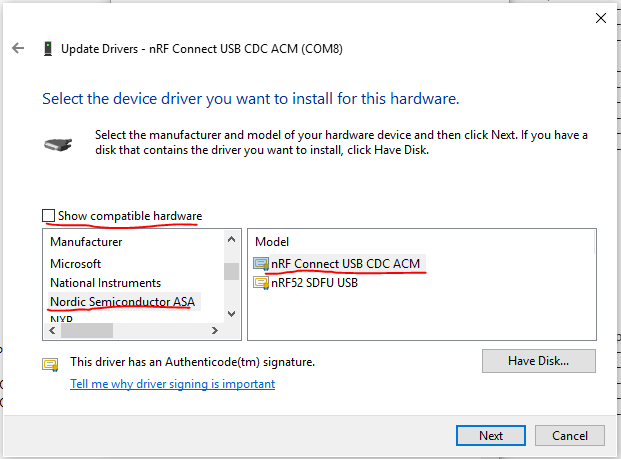 Update Drivers - nRF Connect USB CDC ACM (COM8)
Select the device driver you want to install for this hardware.
Select the manufacturer and model of your hardware device and then click Next. If you have a
disk that contains the driver you want to install, click Have Disk.
Show compatible hardware
Manufacturer
Microsoft
National Instruments
Nordic Semiconductor ASA
NXP
Model
nRF Connect USB CDC ACM
nRF52 SDFU USB
This driver has an Authenticode(tm) signature.
Tell me why driver signing is important
Have Disk...
Next
Cancel